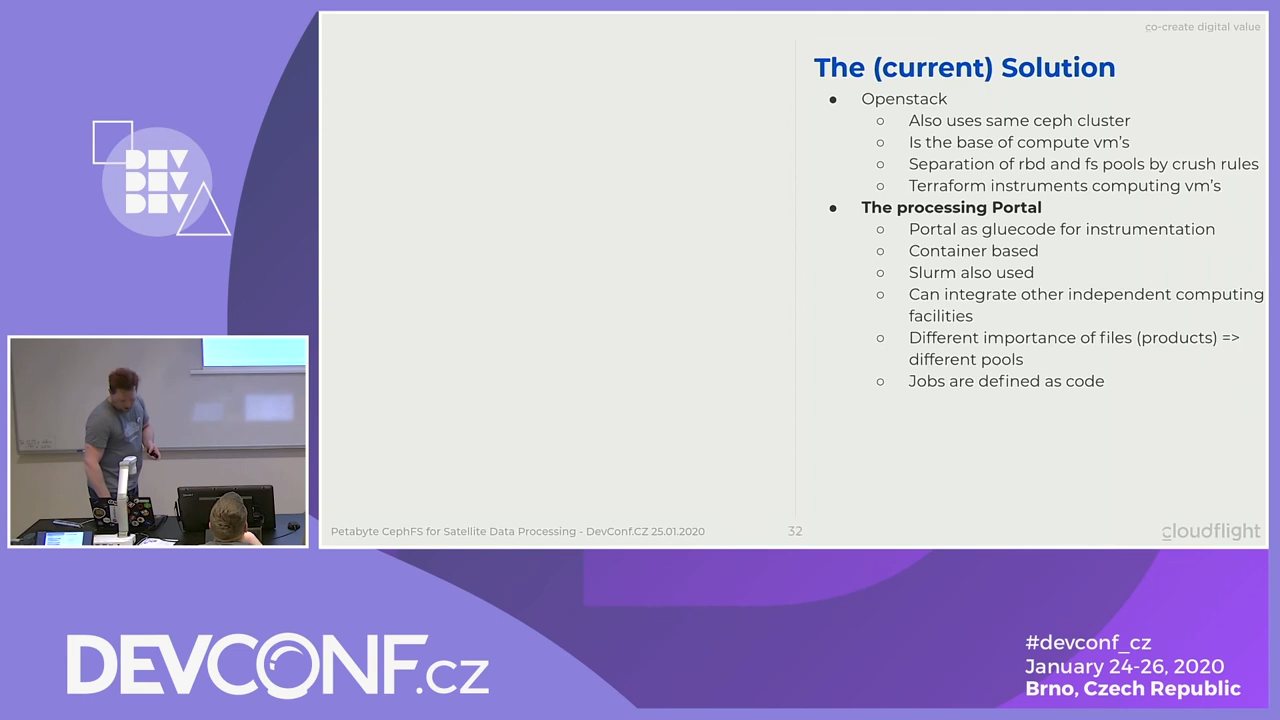 co-create digital value
The (current) Solution
● Openstack
○ Also uses same ceph cluster
○ Is the base of compute vm's
○ Separation of rbd and fs pools by crush rules
○ Terraform instruments computing vm's
● The processing Portal
○ Portal as gluecode for instrumentation
○ Container based
○ Slurm also used
○ Can integrate other independent computing
facilities
○ Different importance of files (products) =>
different pools
○ Jobs are defined as code
Petabyte CephFS for Satellite Data Processing - DevConf.CZ 25.01.2020
32
cloudflight
DEV
DEV
DEV
DEVCONF.cz
#devconf_cz
January 24-26, 2020
Brno, Czech Republic